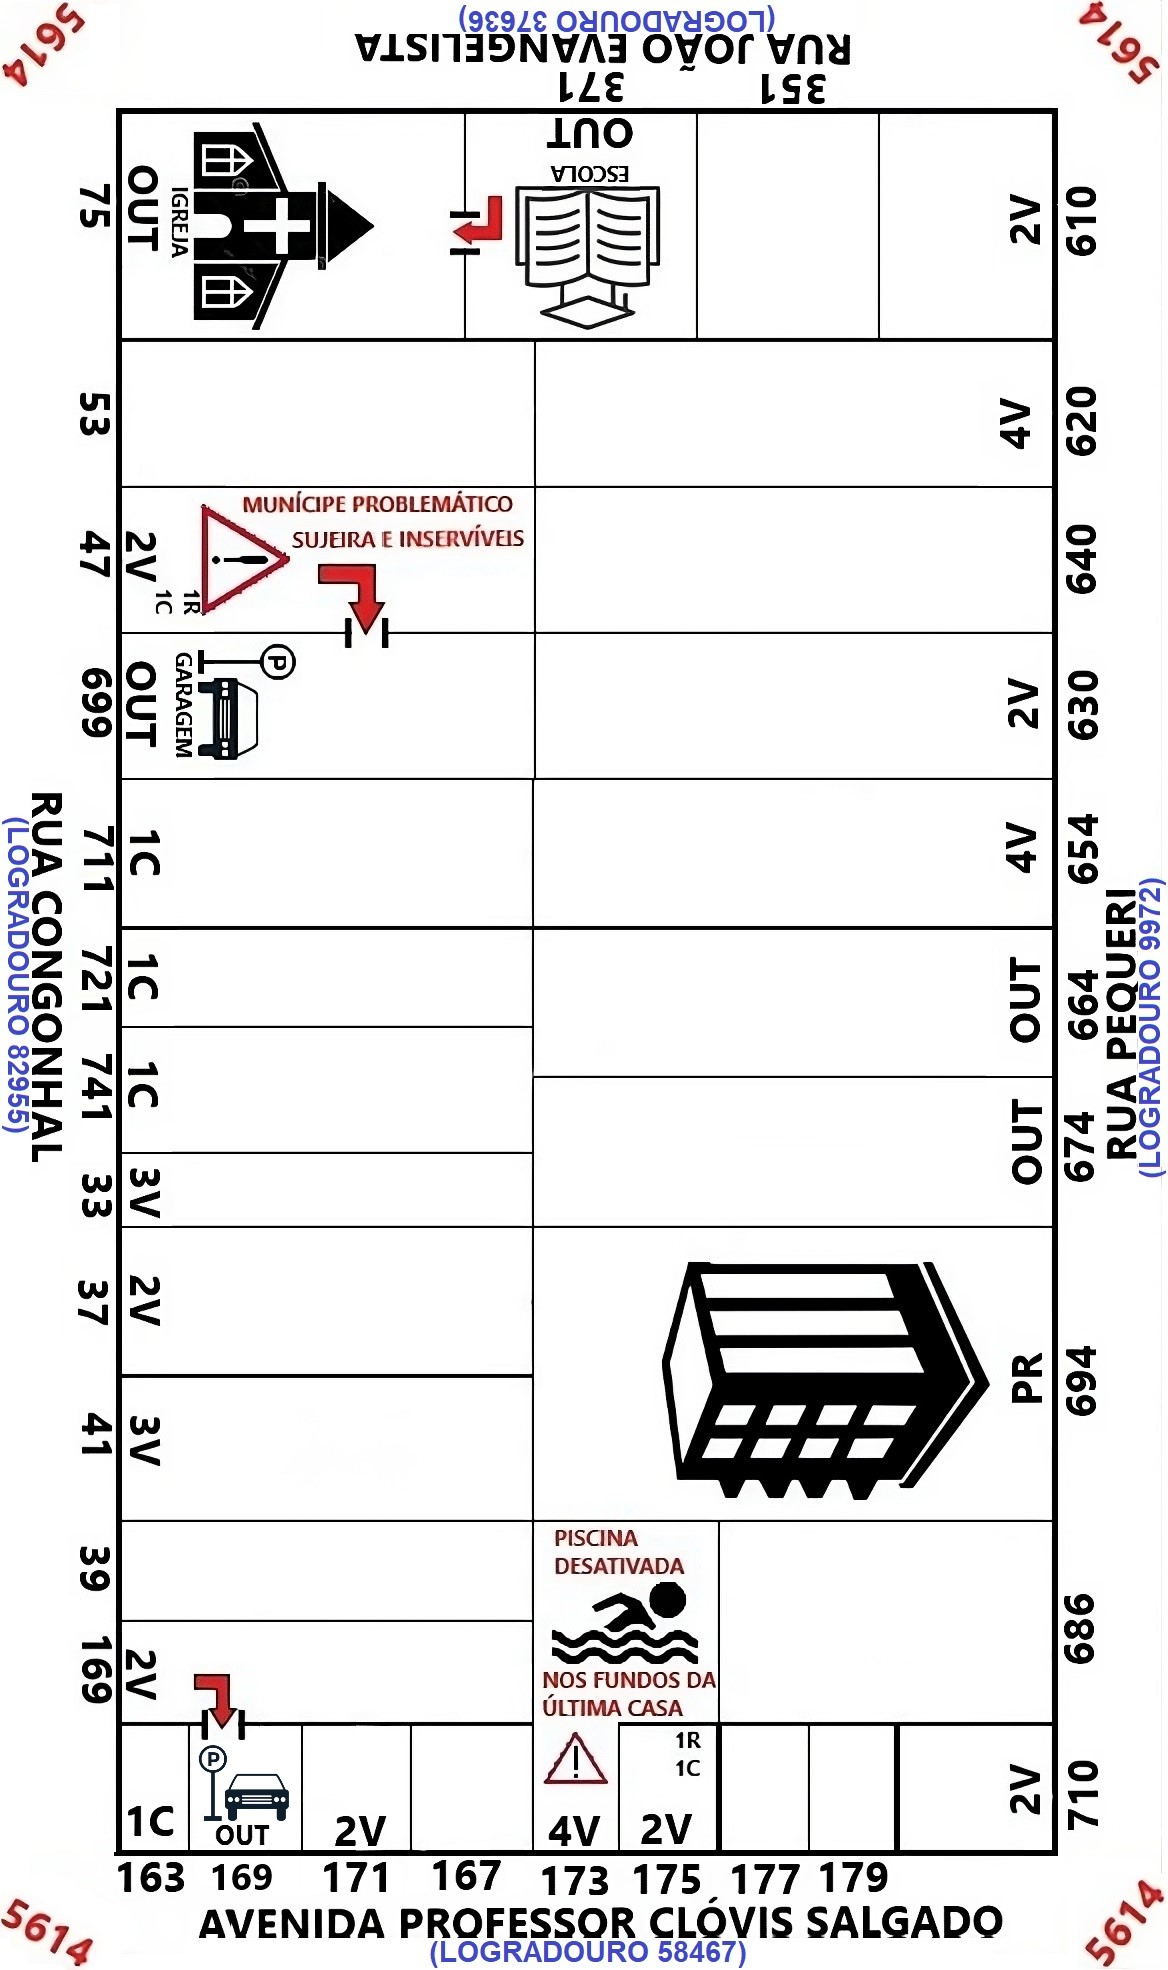 5614
(LOGRADOURO 37636)
RUA JOÃO EVANGELISTA
371
351
5614
75
OUT
IGREJA
OUT
ESCOLA
2V
610
53
4V
620
47
2V
1R
1C
MUNÍCIPE PROBLEMÁTICO
SUJEIRA E INSERVÍVEIS
640
699
OUT
GARAGEM
P
2V
630
RUA CONGONHAL
(LOGRADOURO 82955)
711
1C
4V
654
721
1C
OUT
664
RUA PEQUERI
(LOGRADOURO 9972)
741
1C
OUT
674
33
3V
37
2V
PR
694
41
3V
39
PISCINA
DESATIVADA
NOS FUNDOS DA
ÚLTIMA CASA
686
169
2V
1C
P
OUT
2V
4V
1R
1C
2V
2V
710
163
169
171
167
173
175
177
179
AVENIDA PROFESSOR CLÓVIS SALGADO
(LOGRADOURO 58467)
5614
5614